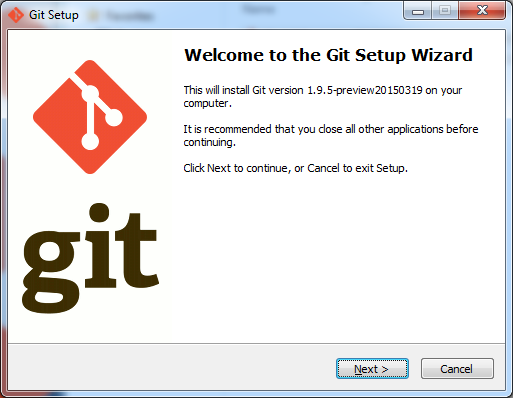 Git Setup
Welcome to the Git Setup Wizard
This will install Git version 1.9.5-preview20150319 on your
computer.
It is recommended that you close all other applications before
continuing.
Click Next to continue, or Cancel to exit Setup.
git
Next >
Cancel